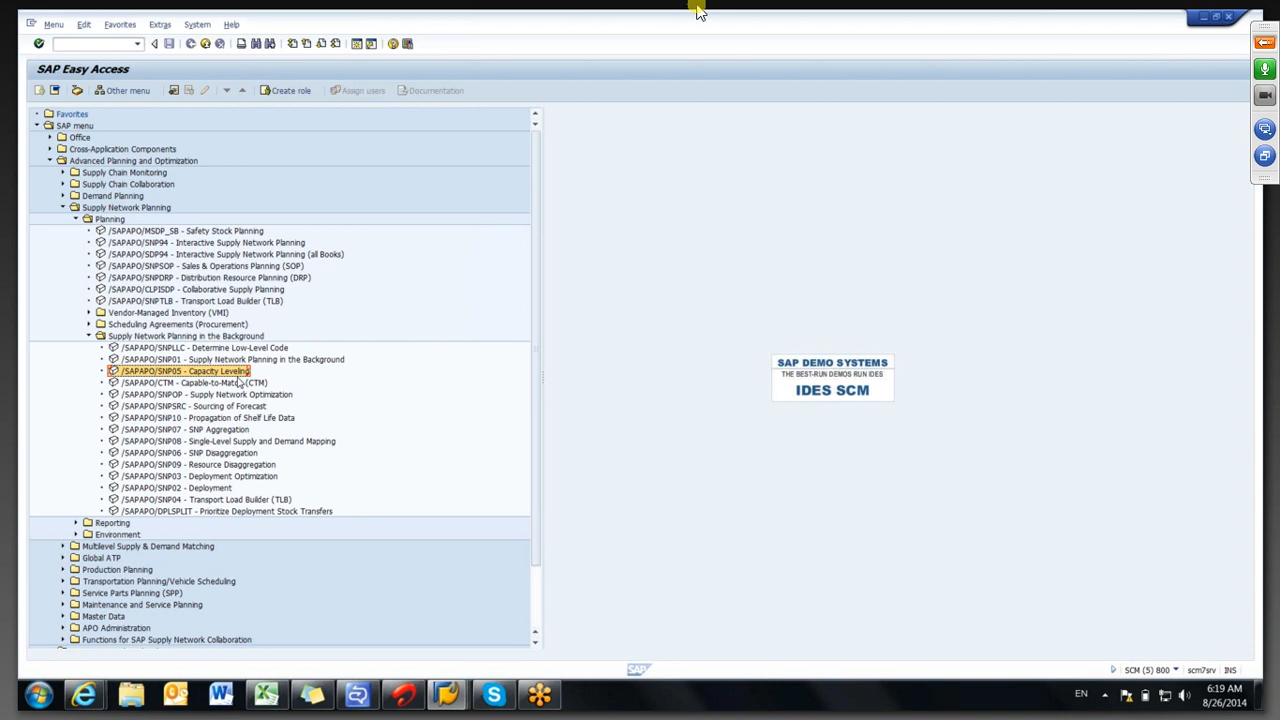 Menu Edit Favorites Extras System Help
SAP Easy Access
Other menu Create role Assign users Documentation
Favorites
SAP menu
Office
Cross-Application Components
Advanced Planning and Optimization
Supply Chain Monitoring
Supply Chain Collaboration
Demand Planning
Supply Network Planning
Planning
/SAPAPO/MSDP_SB - Safety Stock Planning
/SAPAPO/SNP94 - Interactive Supply Network Planning
/SAPAPO/SDP94 - Interactive Supply Network Planning (all Books)
/SAPAPO/SNPSOP - Sales & Operations Planning (SOP)
/SAPAPO/SNPDRP - Distribution Resource Planning (DRP)
/SAPAPO/CLPISDP - Collaborative Supply Planning
/SAPAPO/SNPTLB - Transport Load Builder (TLB)
Vendor-Managed Inventory (VMI)
Scheduling Agreements (Procurement)
Supply Network Planning in the Background
/SAPAPO/SNPLLC - Determine Low-Level Code
/SAPAPO/SNP01 - Supply Network Planning in the Background
/SAPAPO/SNP05 - Capacity Leveling
/SAPAPO/CTM - Capable-to-Match (CTM)
/SAPAPO/SNPOP - Supply Network Optimization
/SAPAPO/SNPSRC - Sourcing of Forecast
/SAPAPO/SNP10 - Propagation of Shelf Life Data
/SAPAPO/SNP07 - SNP Aggregation
/SAPAPO/SNP08 - Single-Level Supply and Demand Mapping
/SAPAPO/SNP06 - SNP Disaggregation
/SAPAPO/SNP09 - Resource Disaggregation
/SAPAPO/SNP03 - Deployment Optimization
/SAPAPO/SNP02 - Deployment
/SAPAPO/SNP04 - Transport Load Builder (TLB)
/SAPAPO/DPLSPLIT - Prioritize Deployment Stock Transfers
Reporting
Environment
Multilevel Supply & Demand Matching
Global ATP
Production Planning
Transportation Planning/Vehicle Scheduling
Service Parts Planning (SPP)
Maintenance and Service Planning
Master Data
APO Administration
Functions for SAP Supply Network Collaboration
SAP DEMO SYSTEMS
THE BEST-RUN DEMOS RUN IDES
IDES SCM
SAP
SCM (5) 800 scm7srv INS
EN
6:19 AM
8/26/2014